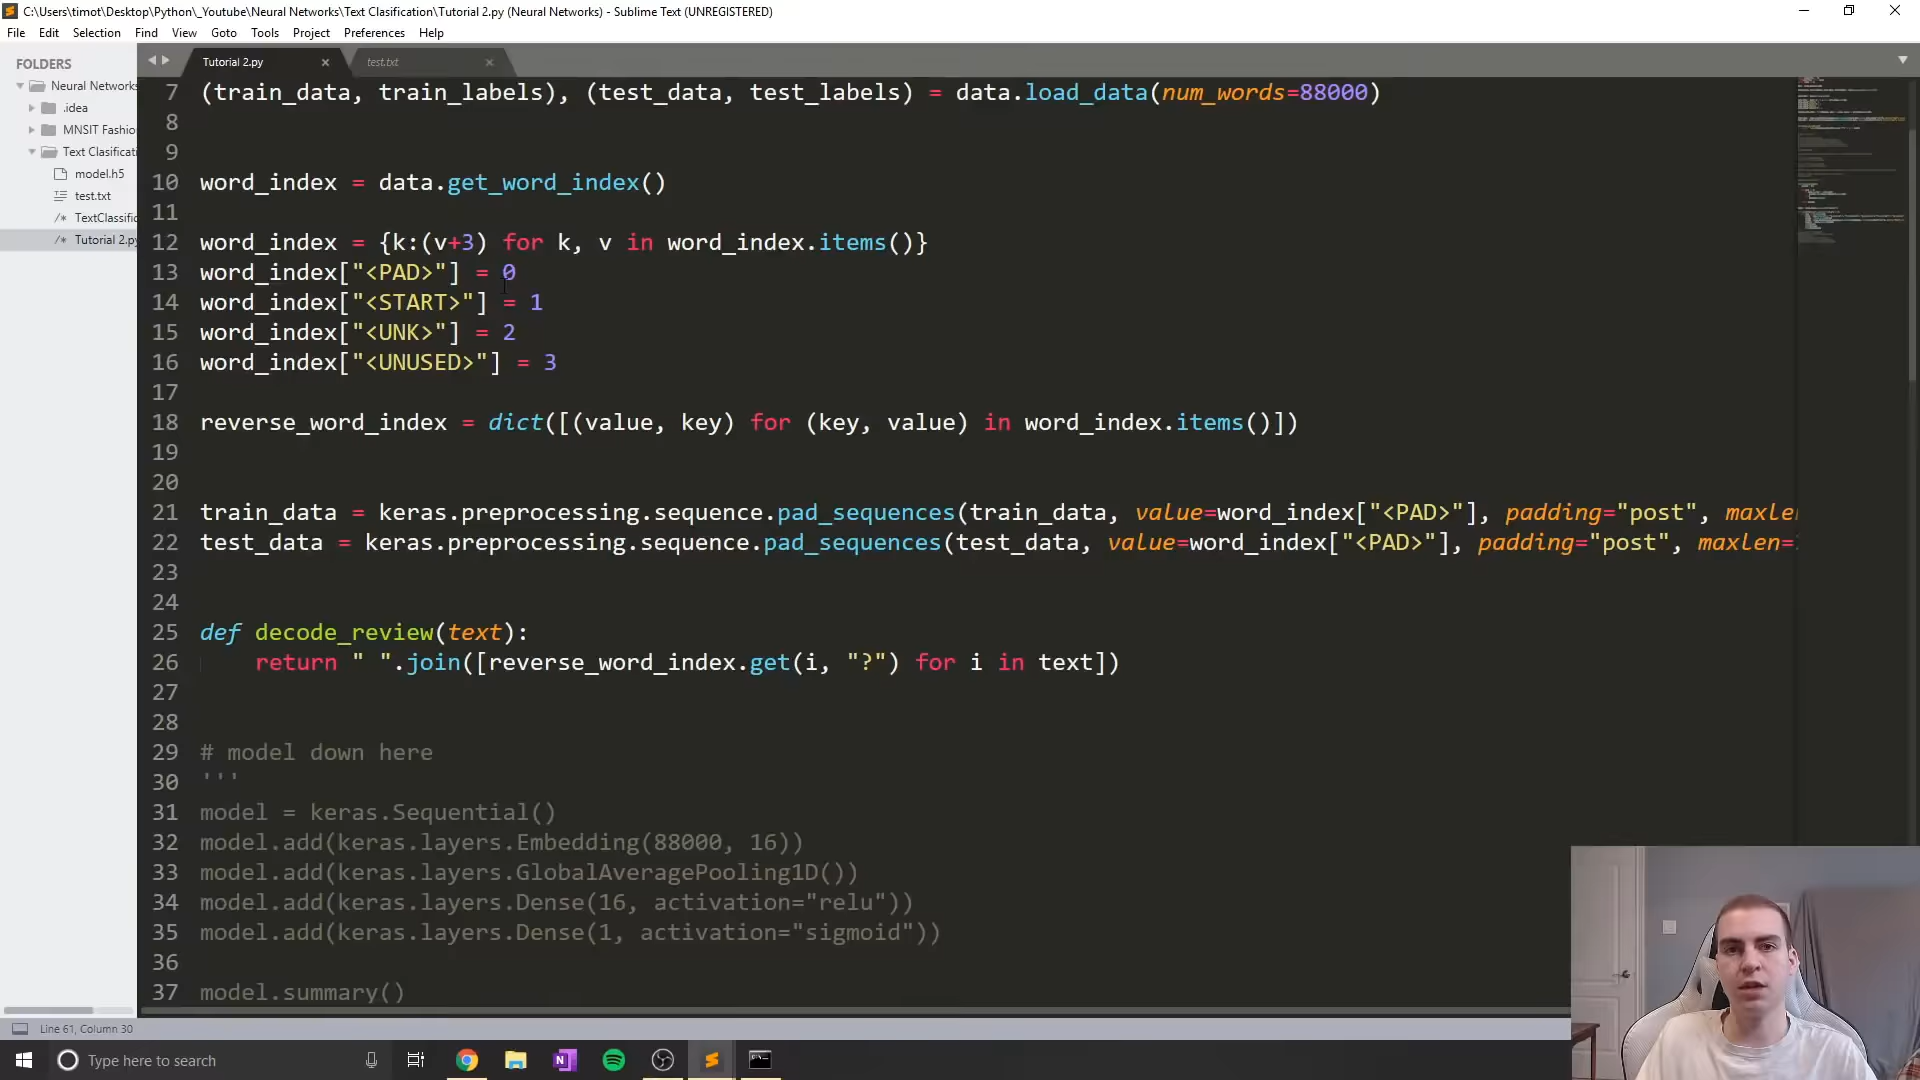 C:\Users\timot\Desktop\Python\_Youtube\Neural Networks\Text Clasification\Tutorial 2.py (Neural Networks) - Sublime Text (UNREGISTERED)
File Edit Selection Find View Goto Tools Project Preferences Help
FOLDERS
Neural Networks
.idea
MNSIT Fashio
Text Clasificati
model.h5
test.txt
TextClassific
Tutorial 2.py
Tutorial 2.py
test.txt
7 (train_data, train_labels), (test_data, test_labels) = data.load_data(num_words=88000)
8
9
10 word_index = data.get_word_index()
11
12 word_index = {k:(v+3) for k, v in word_index.items()}
13 word_index["<PAD>"] = 0
14 word_index["<START>"] = 1
15 word_index["<UNK>"] = 2
16 word_index["<UNUSED>"] = 3
17
18 reverse_word_index = dict([(value, key) for (key, value) in word_index.items()])
19
20
21 train_data = keras.preprocessing.sequence.pad_sequences(train_data, value=word_index["<PAD>"], padding="post", maxle
22 test_data = keras.preprocessing.sequence.pad_sequences(test_data, value=word_index["<PAD>"], padding="post", maxlen=
23
24
25 def decode_review(text):
26 return " ".join([reverse_word_index.get(i, "?") for i in text])
27
28
29 # model down here
30 '''
31 model = keras.Sequential()
32 model.add(keras.layers.Embedding(88000, 16))
33 model.add(keras.layers.GlobalAveragePooling1D())
34 model.add(keras.layers.Dense(16, activation="relu"))
35 model.add(keras.layers.Dense(1, activation="sigmoid"))
36
37 model.summary()
Line 61, Column 30
Type here to search